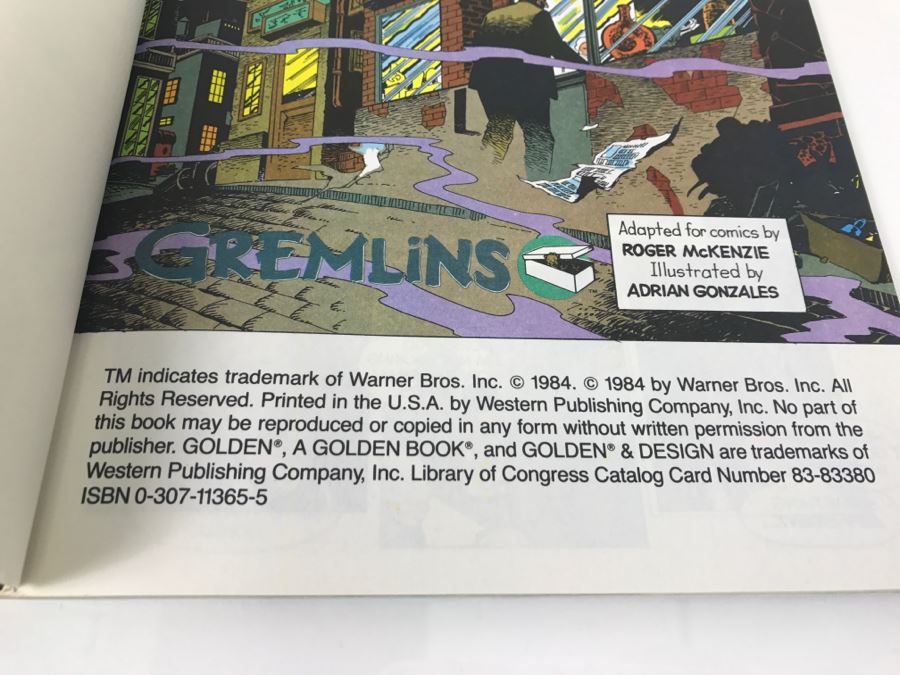 GREMLiNS
Adapted for comics by
ROGER McKENZIE
Illustrated by
ADRIAN GONZALES
TM indicates trademark of Warner Bros. Inc. © 1984. © 1984 by Warner Bros. Inc. All
Rights Reserved. Printed in the U.S.A. by Western Publishing Company, Inc. No part of
this book may be reproduced or copied in any form without written permission from the
publisher. GOLDEN®, A GOLDEN BOOK®, and GOLDEN® & DESIGN are trademarks of
Western Publishing Company, Inc. Library of Congress Catalog Card Number 83-83380
ISBN 0-307-11365-5